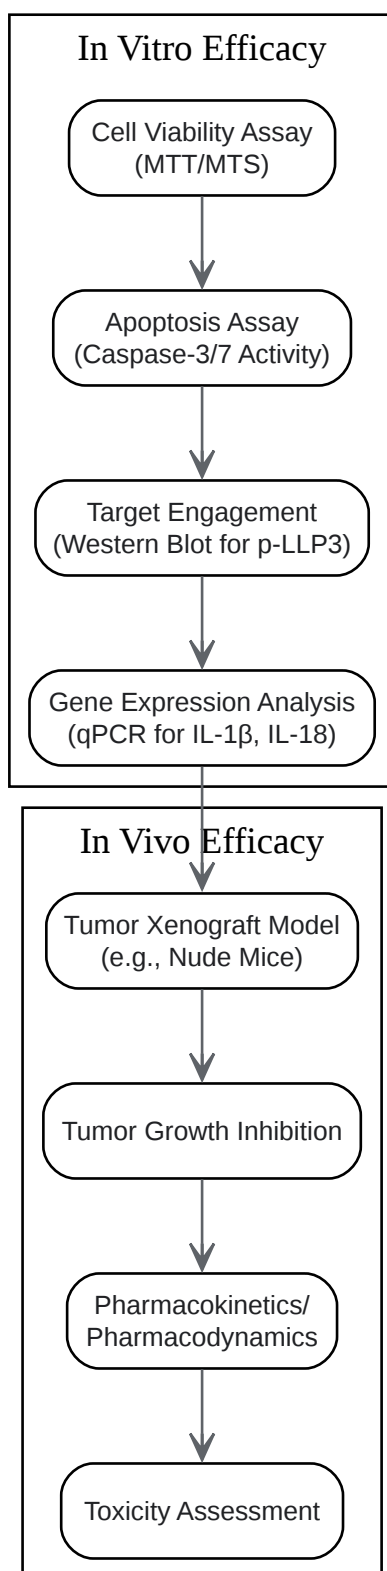 In Vitro Efficacy
Cell Viability Assay
(MTT/MTS)
Apoptosis Assay
(Caspase-3/7 Activity)
Target Engagement
(Western Blot for p-LLP3)
Gene Expression Analysis
(qPCR for IL-1β, IL-18)
In Vivo Efficacy
Tumor Xenograft Model
(e.g., Nude Mice)
Tumor Growth Inhibition
Pharmacokinetics/
Pharmacodynamics
Toxicity Assessment